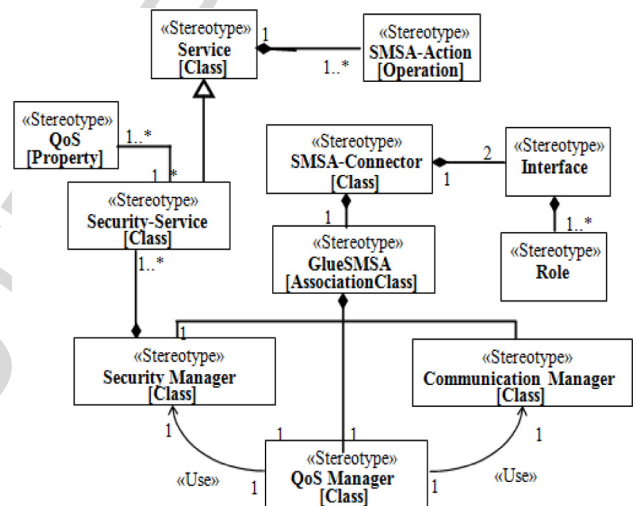 «Stereotype»
Service
[Class]
1
1..*
«Stereotype»
SMSA-Action
[Operation]
«Stereotype»
QoS
[Property]
1..*
1..*
«Stereotype»
Security-Service
[Class]
1..*
«Stereotype»
SMSA-Connector
[Class]
1
2
«Stereotype»
Interface
1..*
«Stereotype»
Role
1
«Stereotype»
GlueSMSA
[AssociationClass]
1
«Stereotype»
Security Manager
[Class]
«Stereotype»
Communication Manager
[Class]
1
1
1
1
«Stereotype»
QoS Manager
[Class]
«Use»
1
1
«Use»